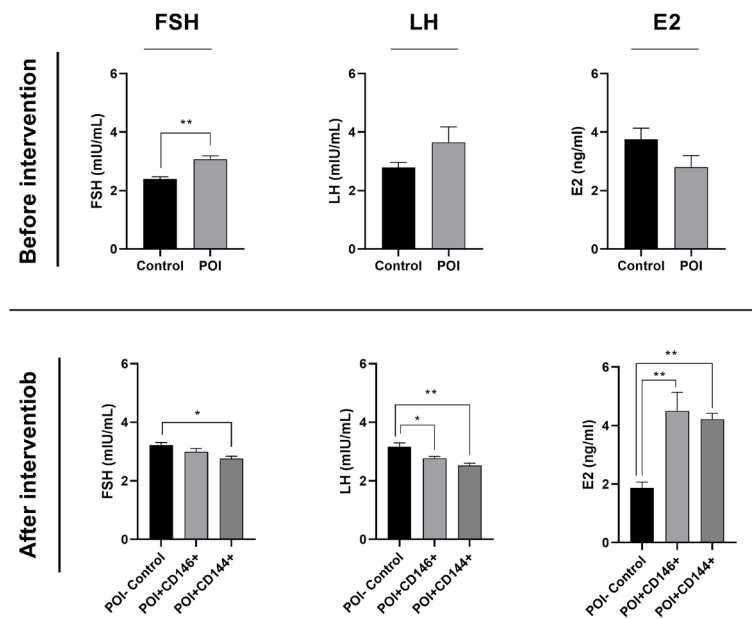 FSH
LH
E2
Before intervention
FSH (mIU/mL)
6
4
2
0
**
Control
POI
LH (mIU/mL)
6
4
2
0
Control
POI
E2 (ng/ml)
6
4
2
0
Control
POI
After interventiob
FSH (mIU/mL)
6
4
2
0
*
POI- Control
POI+CD146+
POI+CD144+
LH (mIU/mL)
6
4
2
0
**
*
POI- Control
POI+CD146+
POI+CD144+
E2 (ng/ml)
6
4
2
0
**
**
POI- Control
POI+CD146+
POI+CD144+